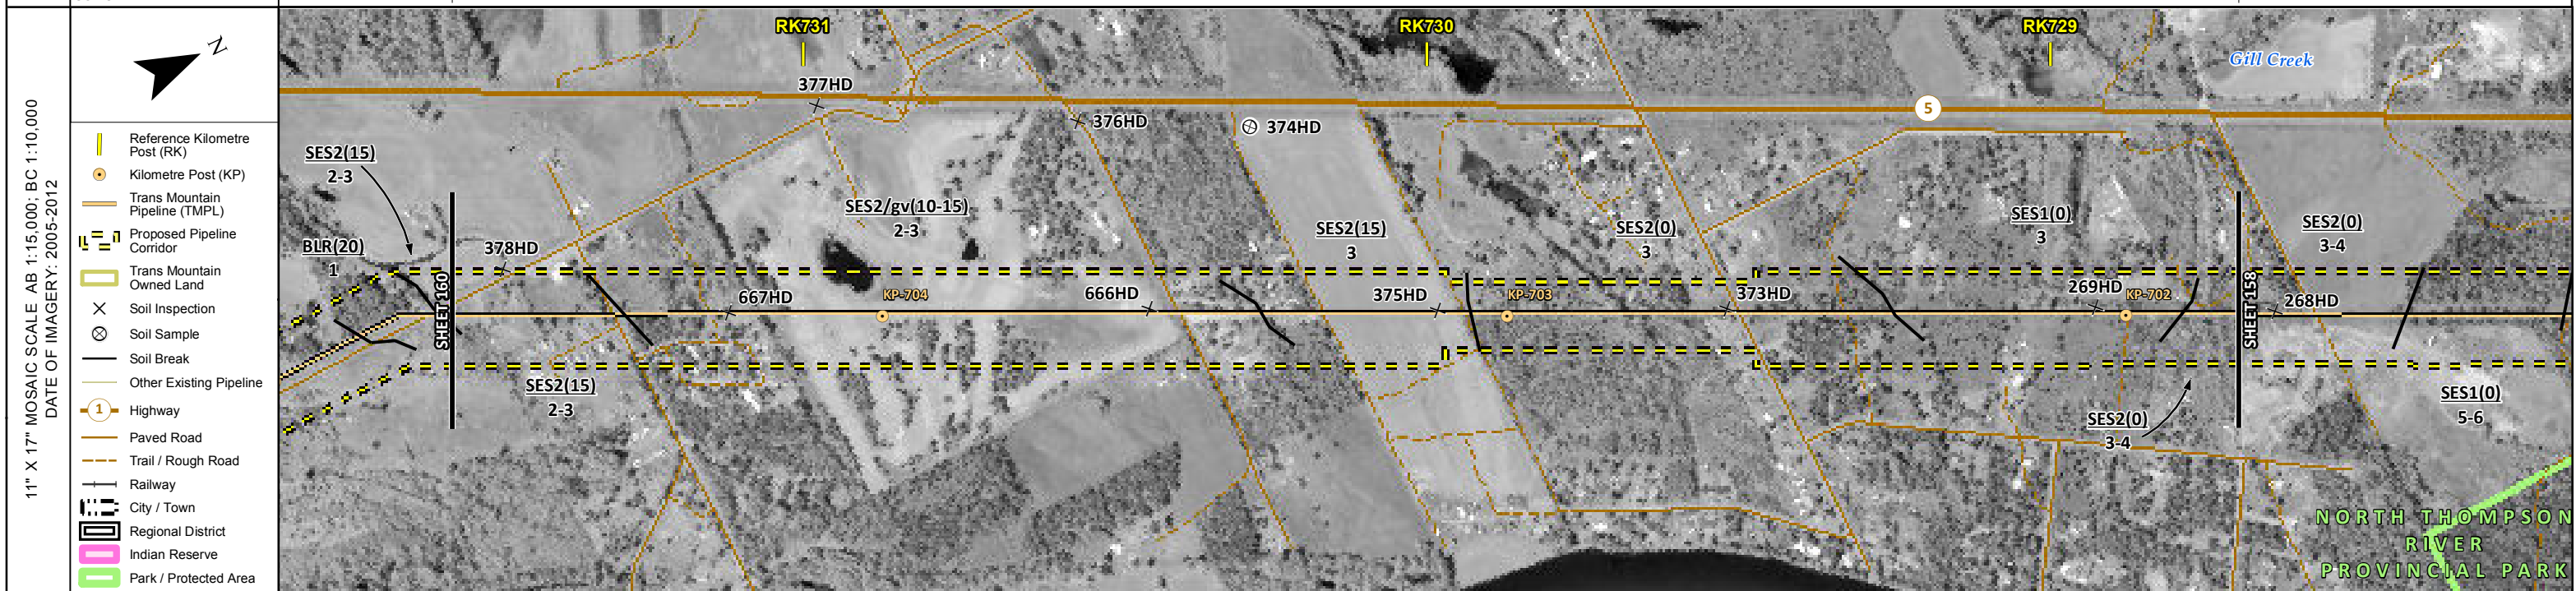 11" X 17" MOSAIC SCALE AB 1:15,000; BC 1:10,000
DATE OF IMAGERY: 2005-2012
N
Reference Kilometre
Post (RK)
Kilometre Post (KP)
Trans Mountain
Pipeline (TMPL)
Proposed Pipeline
Corridor
Trans Mountain
Owned Land
Soil Inspection
Soil Sample
Soil Break
Other Existing Pipeline
1
Highway
Paved Road
Trail / Rough Road
Railway
City / Town
Regional District
Indian Reserve
Park / Protected Area
RK731
RK730
RK729
Gill Creek
377HD
376HD
374HD
5
SES2(15)
2-3
BLR(20)
1
378HD
SHEET 160
SES2/gv(10-15)
2-3
667HD
KP-704
666HD
SES2(15)
3
375HD
KP-703
SES2(0)
3
373HD
SES1(0)
3
269HD
KP-702
SHEET 158
268HD
SES2(0)
3-4
SES2(15)
2-3
SES2(0)
3-4
SES1(0)
5-6
NORTH THOMPSON
RIVER
PROVINCIAL PARK